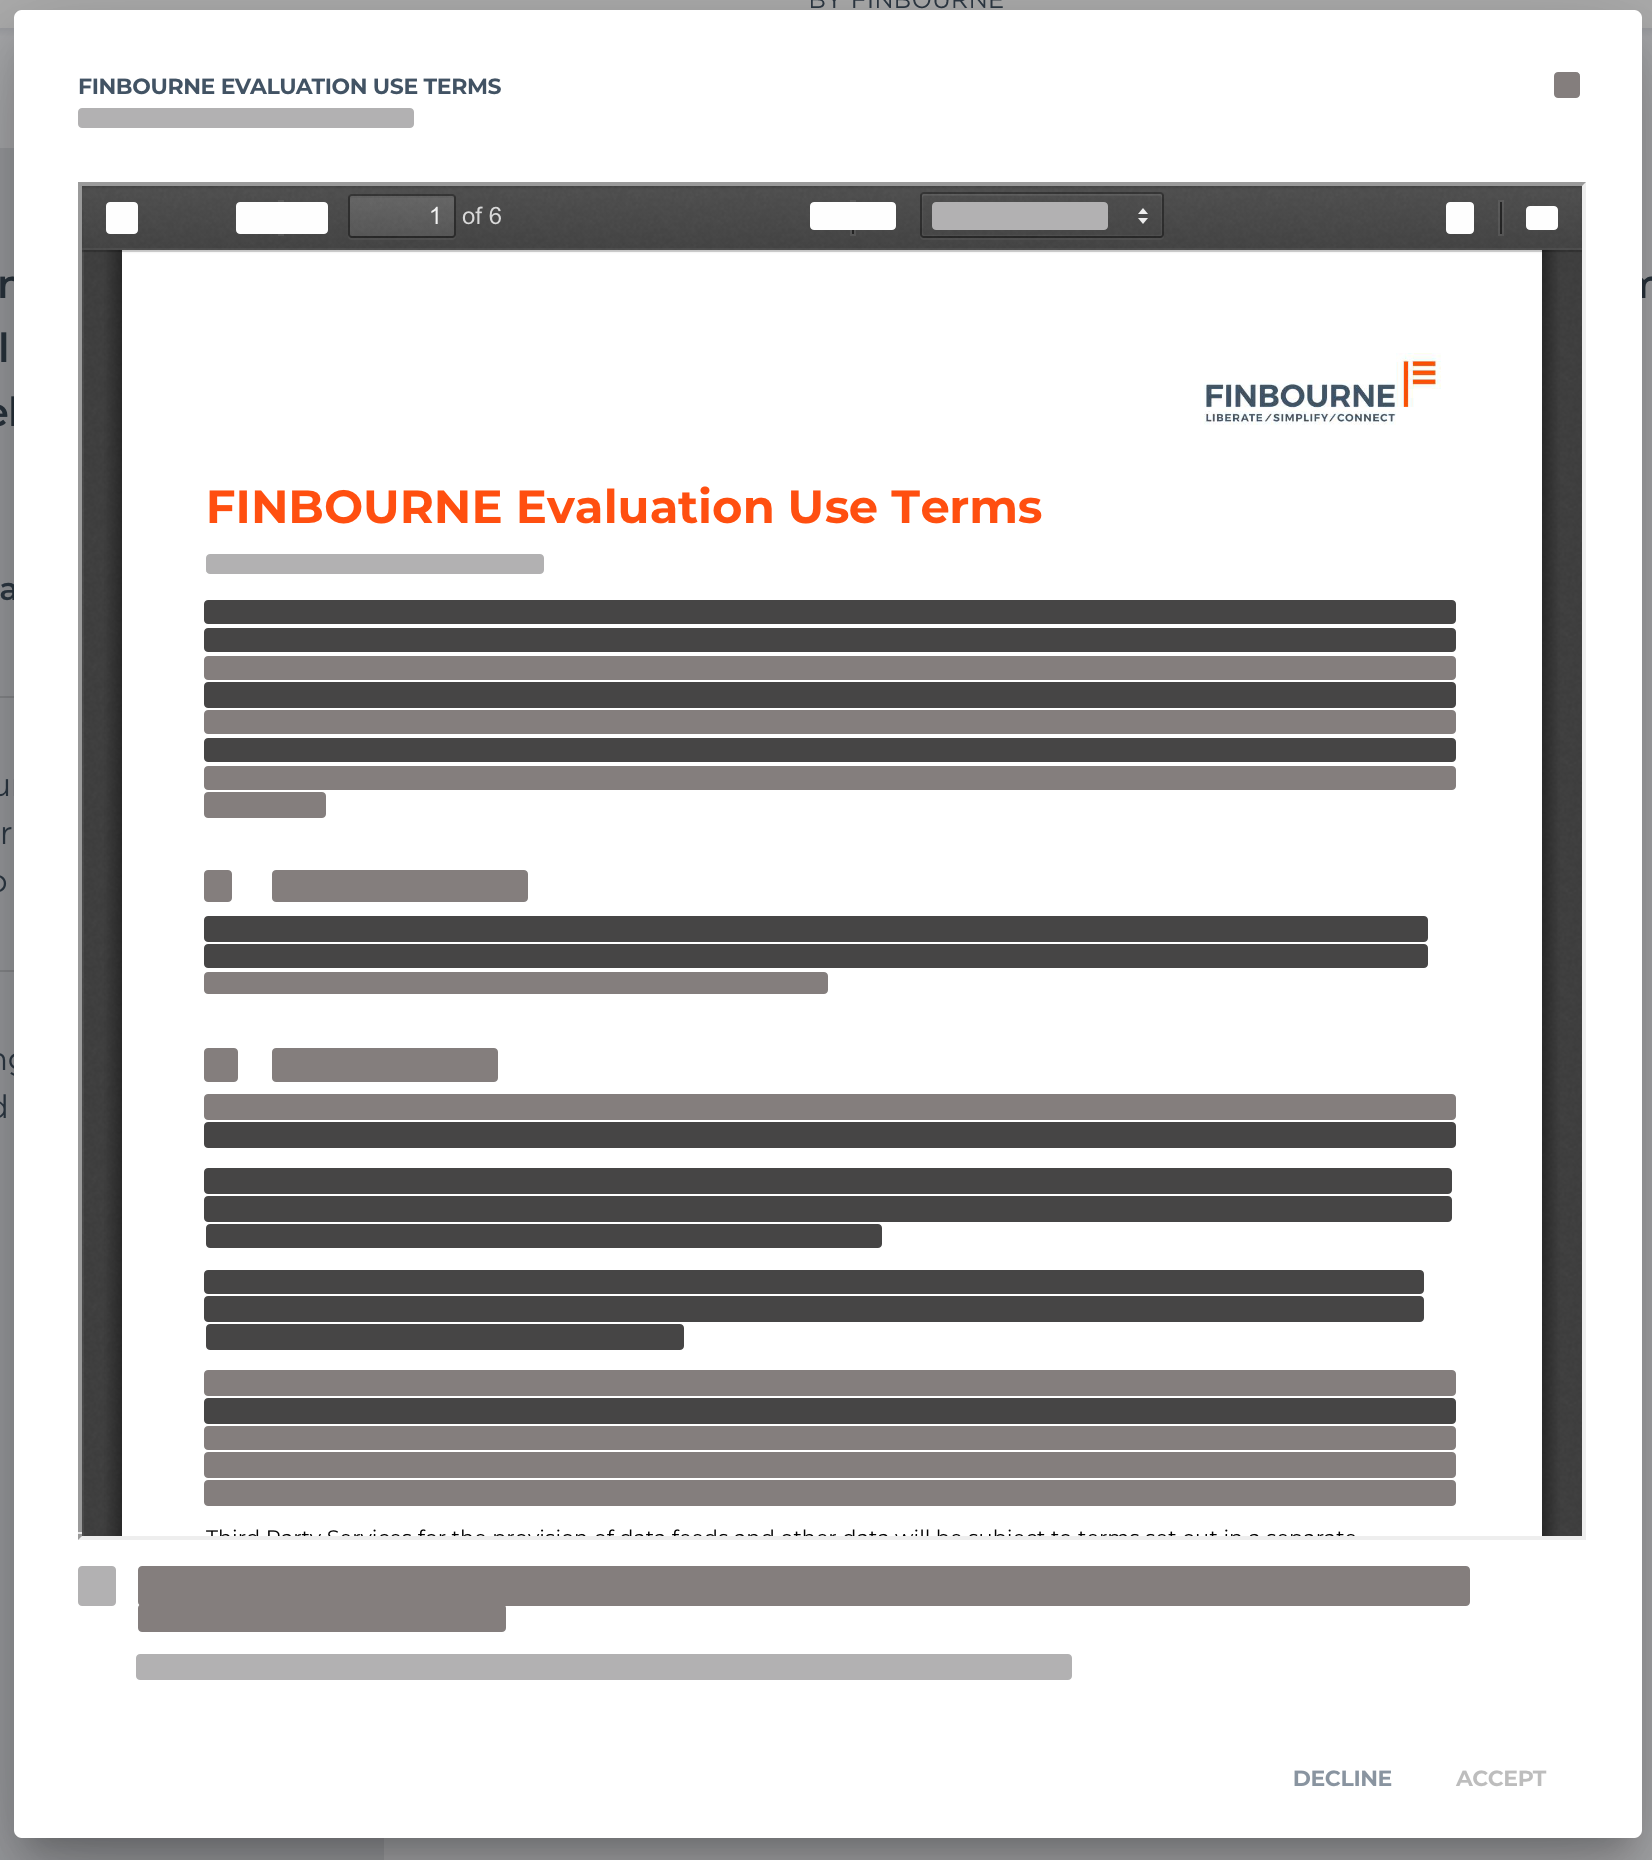 BY FINBOURNE
FINBOURNE EVALUATION USE TERMS
1 of 6
FINBOURNE
LIBERATE/SIMPLIFY/CONNECT
FINBOURNE Evaluation Use Terms
Third Party Services for the provision of data feeds and other data will be subject to terms set out in a separate
DECLINE ACCEPT